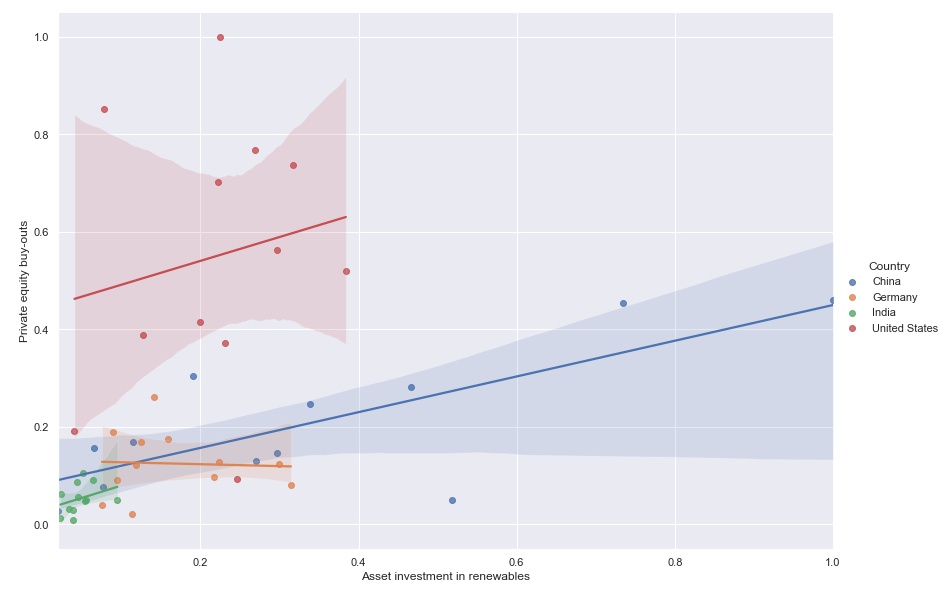 1.0
0.8
0.6
0.4
0.2
0.0
Private equity buy-outs
0.2
0.4
0.6
0.8
1.0
Asset investment in renewables
Country
China
Germany
India
United States